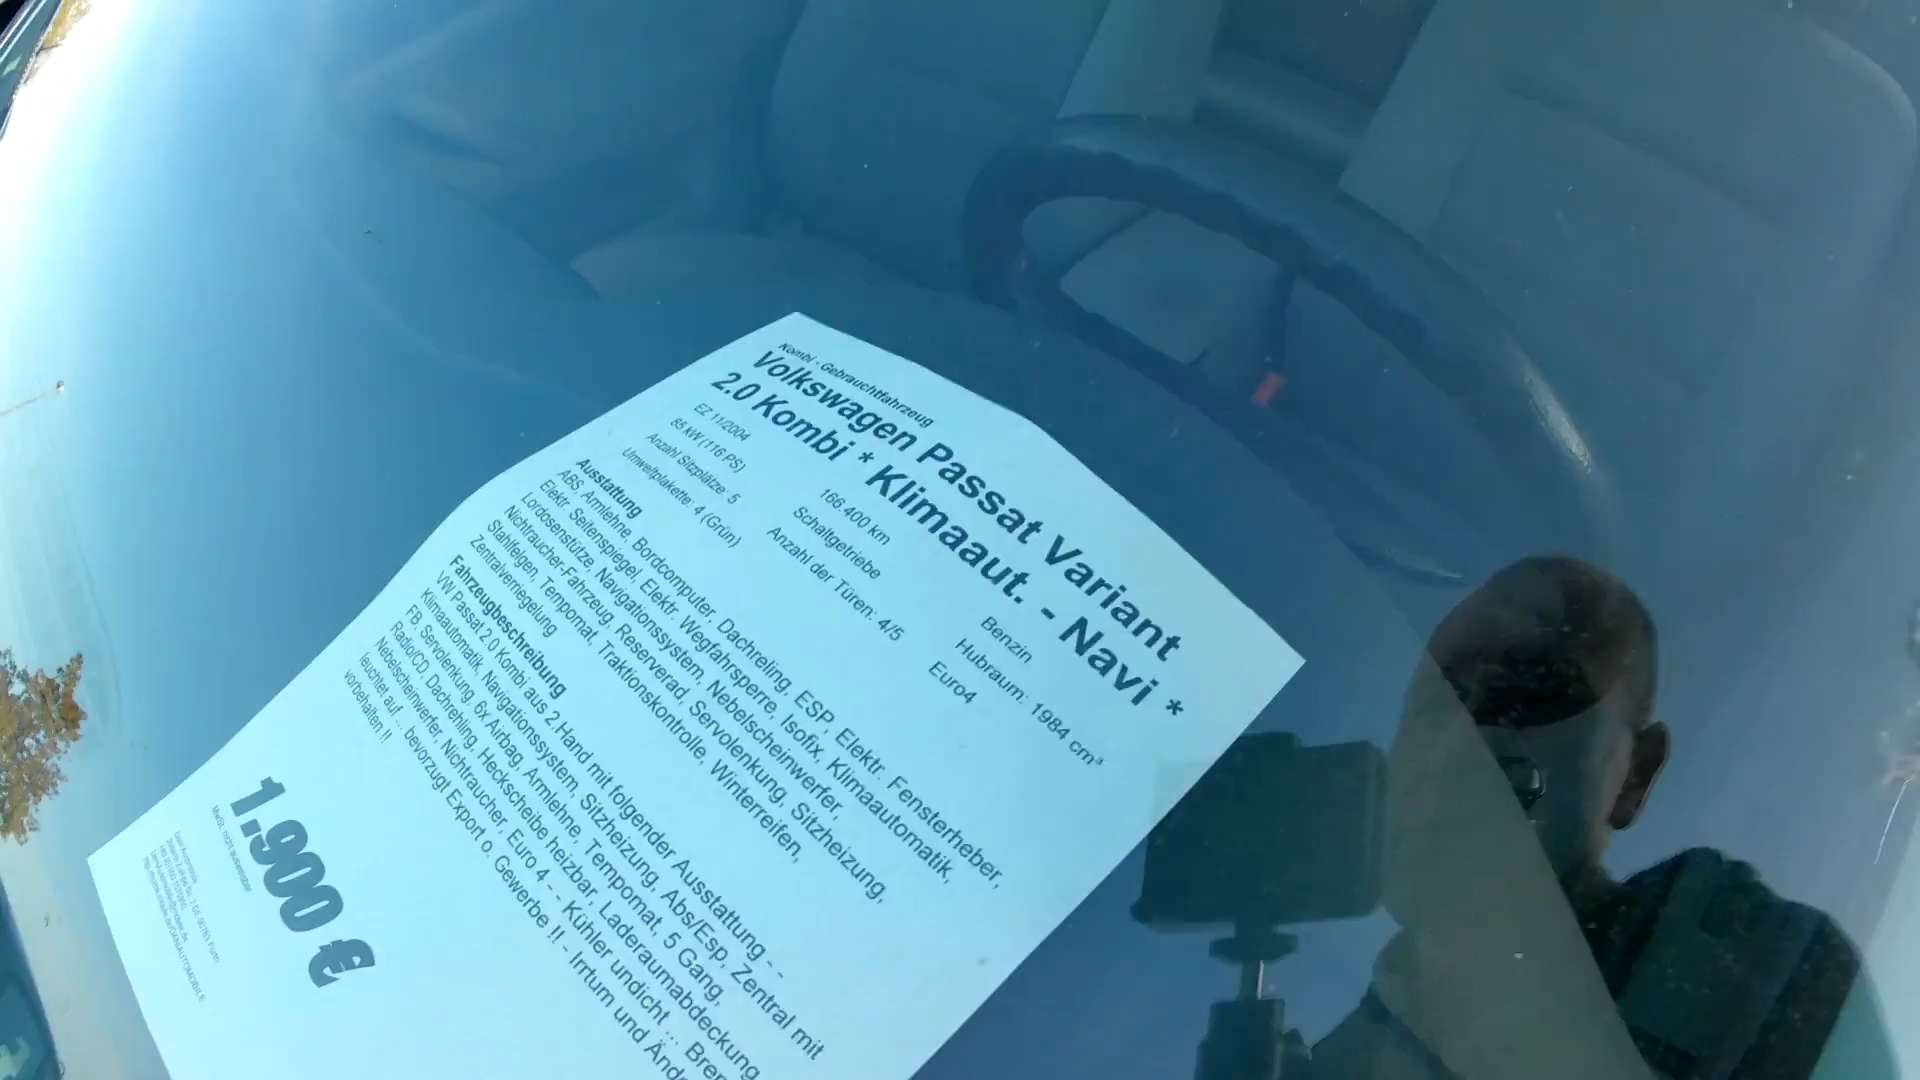 Kombi - Gebrauchtfahrzeug
Volkswagen Passat Variant
2.0 Kombi * Klimaaut. - Navi *
EZ 11/2004
166.400 km
Benzin
85 kW (116 PS)
Schaltgetriebe
Hubraum: 1984 cm³
Anzahl Sitzplätze: 5
Anzahl der Türen: 4/5
Euro4
Umweltplakette: 4 (Grün)
Ausstattung
ABS, Armlehne, Bordcomputer, Dachreling, ESP, Elektr. Fensterheber,
Elektr. Seitenspiegel, Elektr. Wegfahrsperre, Isofix, Klimaautomatik,
Lordosenstütze, Navigationssystem, Nebelscheinwerfer,
Nichtraucher-Fahrzeug, Reserverad, Servolenkung, Sitzheizung,
Stahlfelgen, Tempomat, Traktionskontrolle, Winterreifen,
Zentralverriegelung
Fahrzeugbeschreibung
VW Passat 2.0 Kombi aus 2.Hand mit folgender Ausstattung - -
Klimaautomatik, Navigationssystem, Sitzheizung, Abs/Esp, Zentral mit
FB, Servolenkung, 6x Airbag, Armlehne, Tempomat, 5 Gang,
Radio/CD, Dachrehling, Heckscheibe heizbar, Laderaumabdeckung
Nebelscheinwerfer, Nichtraucher, Euro 4 - - Kühler undicht ...
leuchtet auf ... bevorzugt Export o. Gewerbe !! - Irrtum und
vorbehalten !!
1.900 €
MwSt. nicht ausweisbar